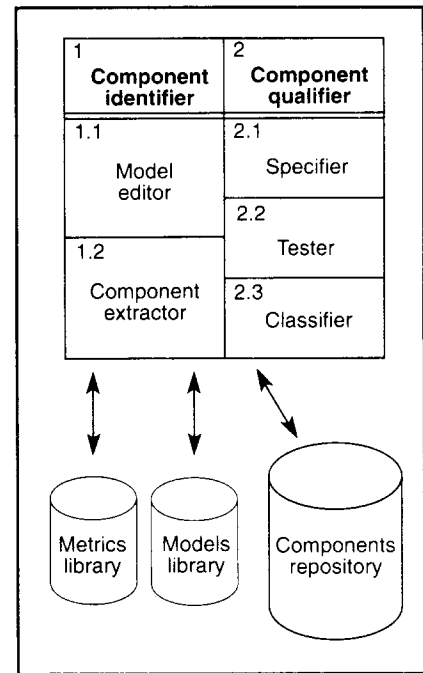 1
Component
identifier
2
Component
qualifier
1.1
Model
editor
1.2
Component
extractor
2.1
Specifier
2.2
Tester
2.3
Classifier
Metrics
library
Models
library
Components
repository